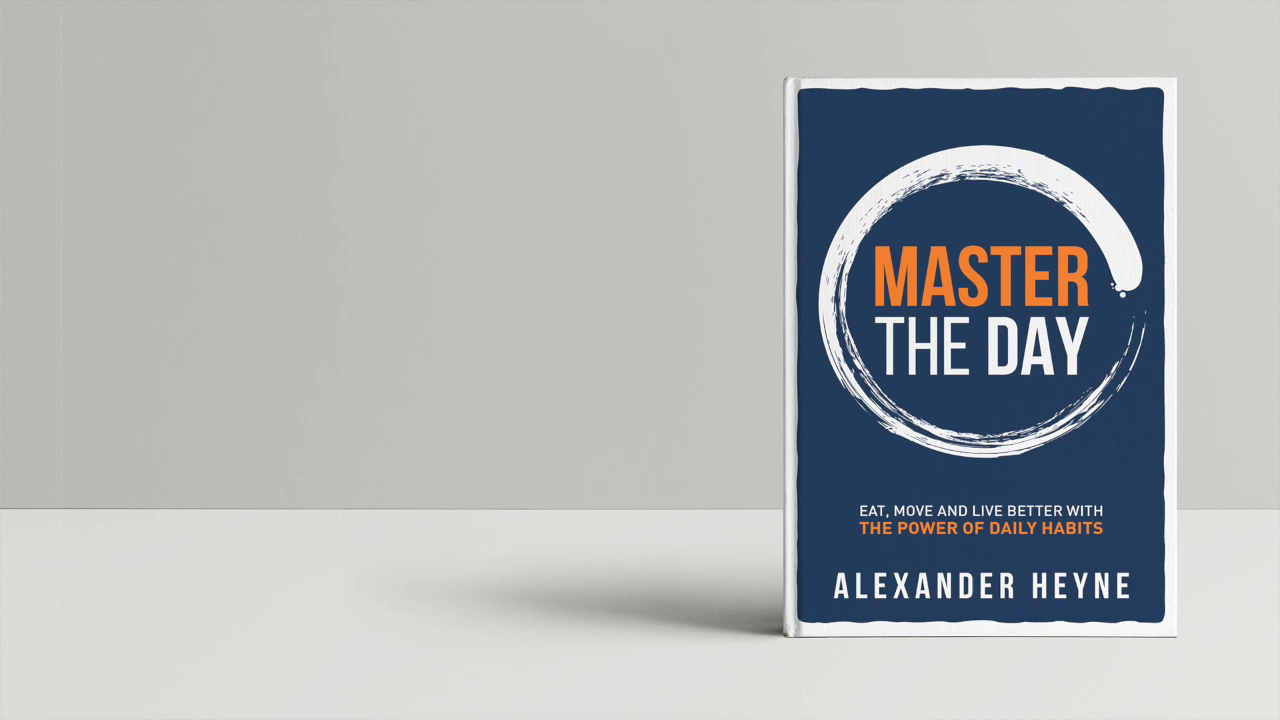 MASTER
THE DAY
EAT, MOVE AND LIVE BETTER WITH
THE POWER OF DAILY HABITS
ALEXANDER HEYNE